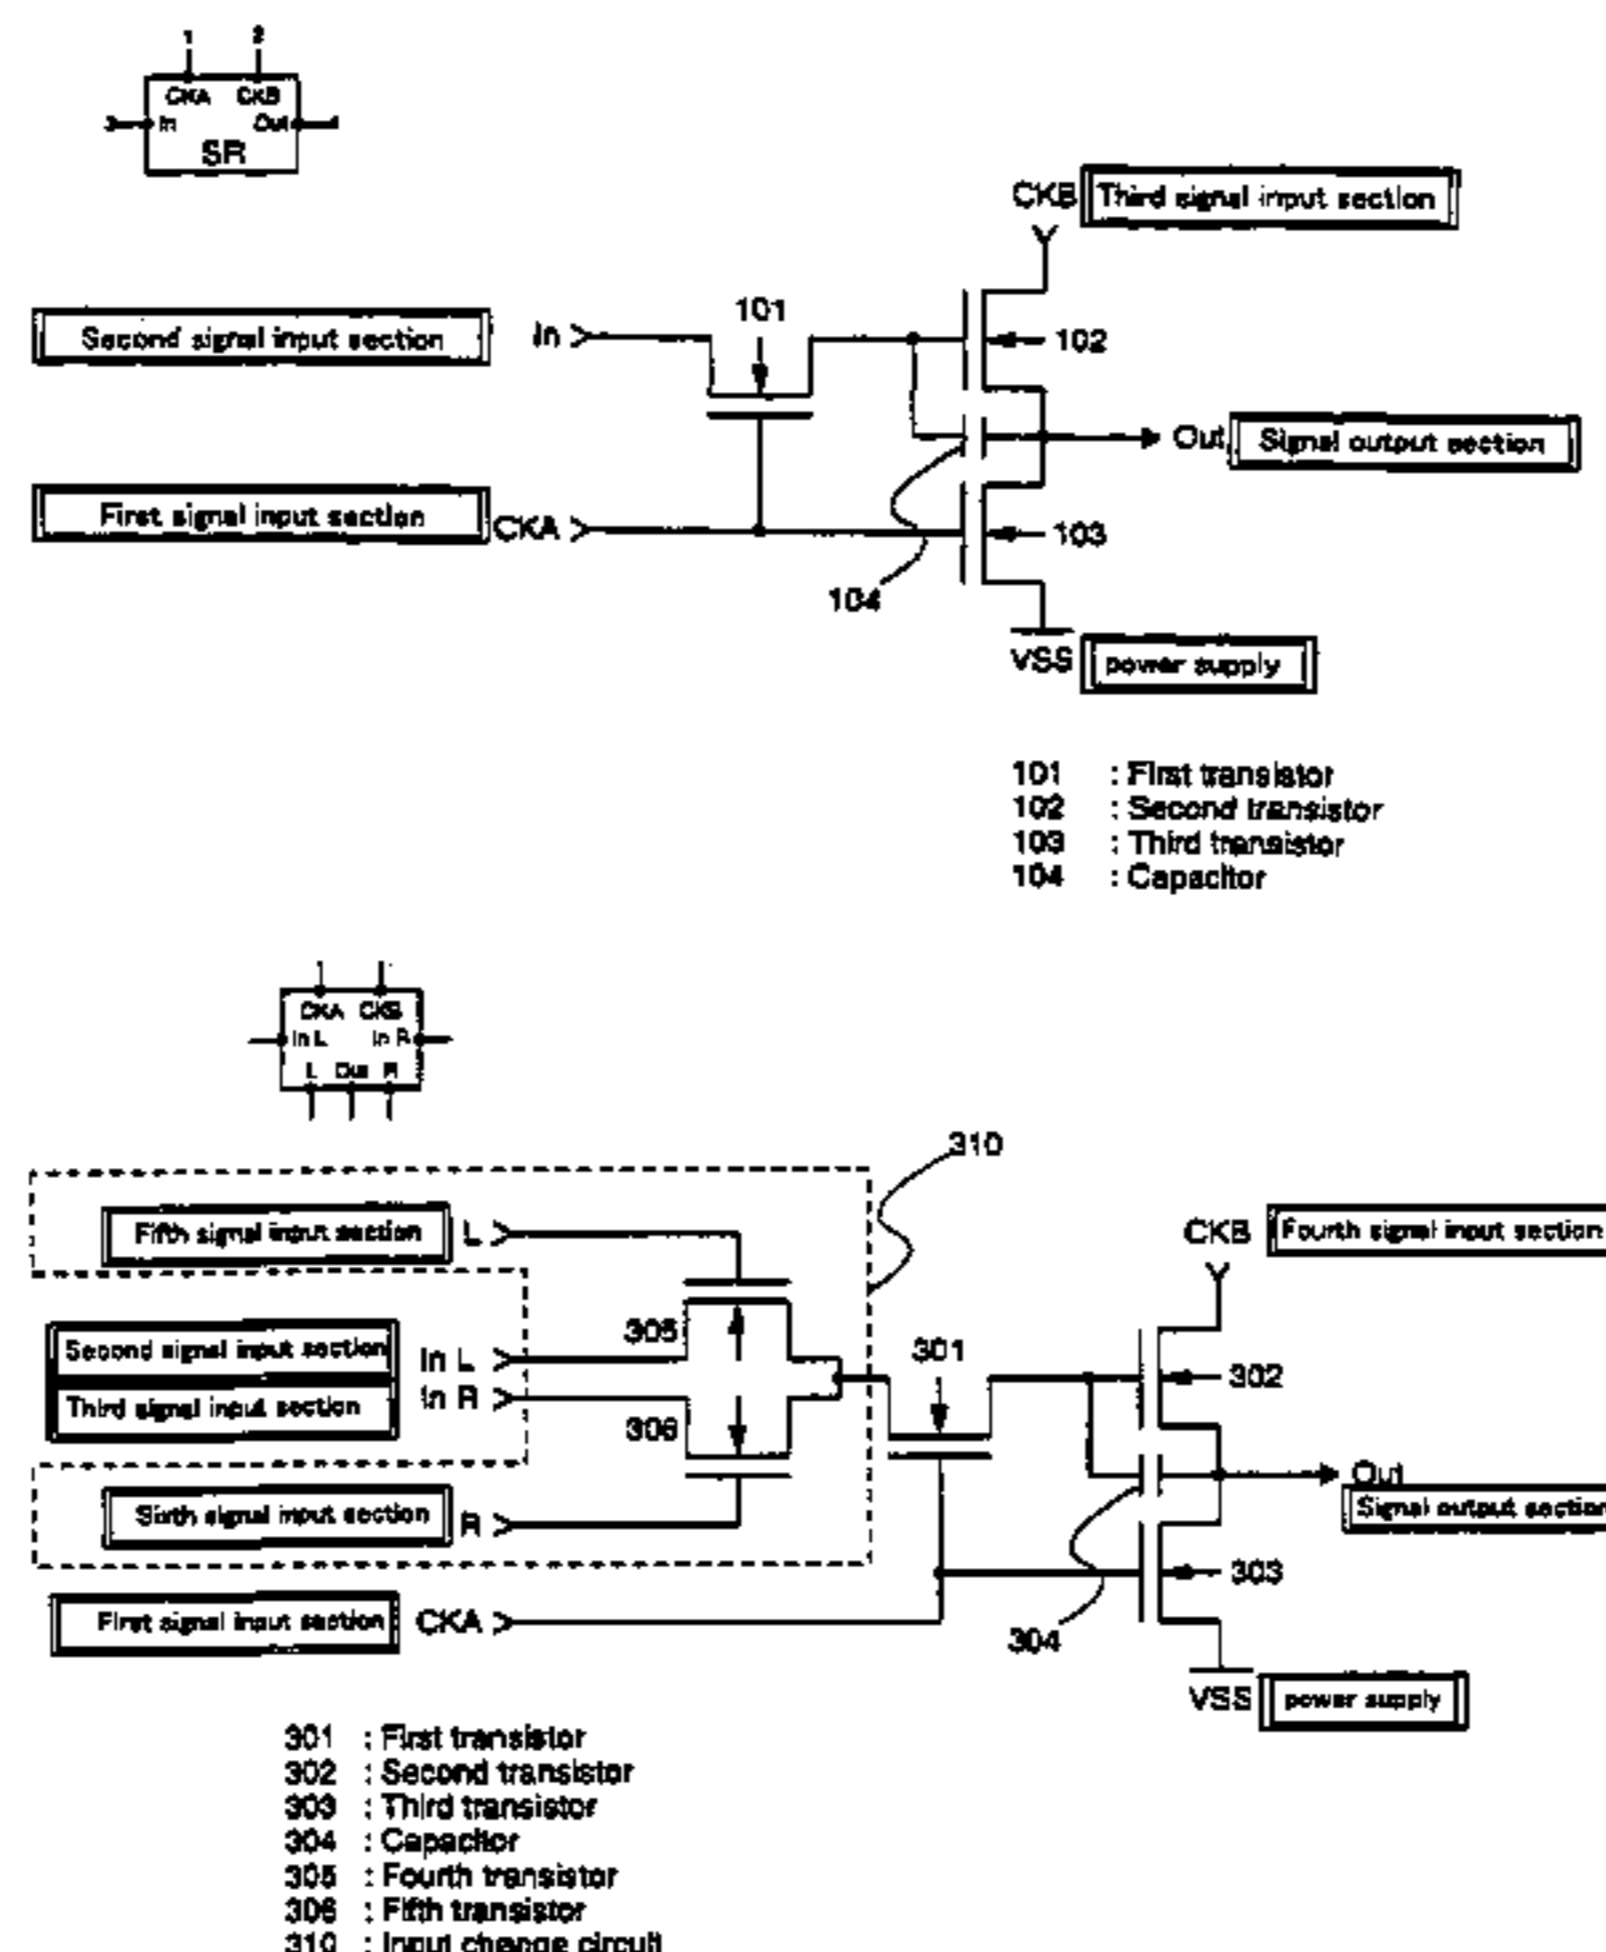 1 2
CKA CKB
3 In Out 4
SR
CKB Third signal input section
101
Second signal input section In
102
Out Signal output section
First signal input section CKA
103
104
VSS power supply
101 : First transistor
102 : Second transistor
103 : Third transistor
104 : Capacitor
CKA CKB
In L In R
L Out R
310
Fifth signal input section L
CKB Fourth signal input section
305
Second signal input section In L
301
302
Third signal input section In R
306
Out
Signal output section
Sixth signal input section R
303
First signal input section CKA
304
VSS power supply
301 : First transistor
302 : Second transistor
303 : Third transistor
304 : Capacitor
305 : Fourth transistor
306 : Fifth transistor
310 : Input change circuit